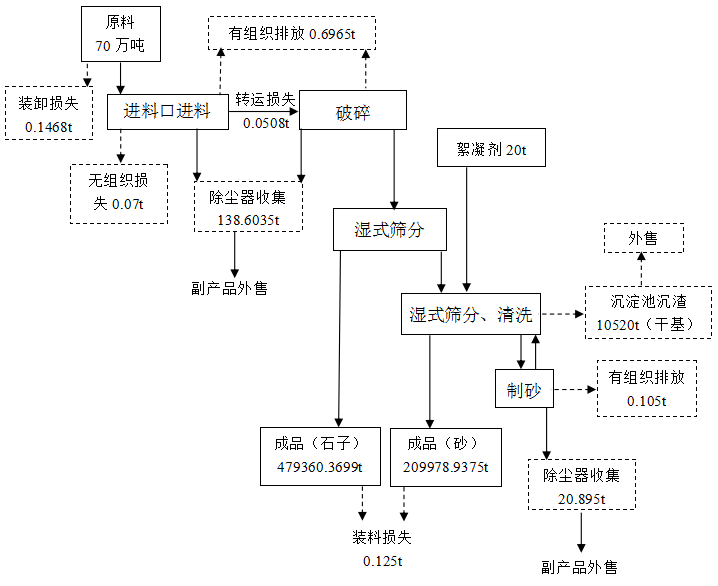 原料
70 万吨
有组织排放 0.6965t
装卸损失
0.1468t
进料口进料
转运损失
0.0508t
破碎
絮凝剂 20t
无组织损
失 0.07t
除尘器收集
138.6035t
湿式筛分
外售
副产品外售
湿式筛分、清洗
沉淀池沉渣
10520t（干基）
制砂
有组织排放
0.105t
成品（石子）
479360.3699t
成品（砂）
209978.9375t
除尘器收集
20.895t
装料损失
0.125t
副产品外售